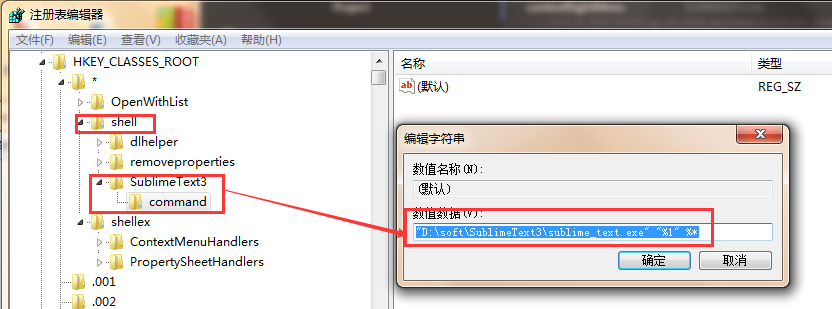 Project
contextRightMenu
注册表编辑器
文件(F) 编辑(E) 查看(V) 收藏夹(A) 帮助(H)
HKEY_CLASSES_ROOT
*
OpenWithList
shell
dlhelper
removeproperties
SublimeText3
command
shellex
ContextMenuHandlers
PropertySheetHandlers
.001
.002
名称 类型
ab (默认) REG_SZ
编辑字符串
数值名称(N):
(默认)
数值数据(V):
"D:\soft\SublimeText3\sublime_text.exe" "%1" %*
确定 取消